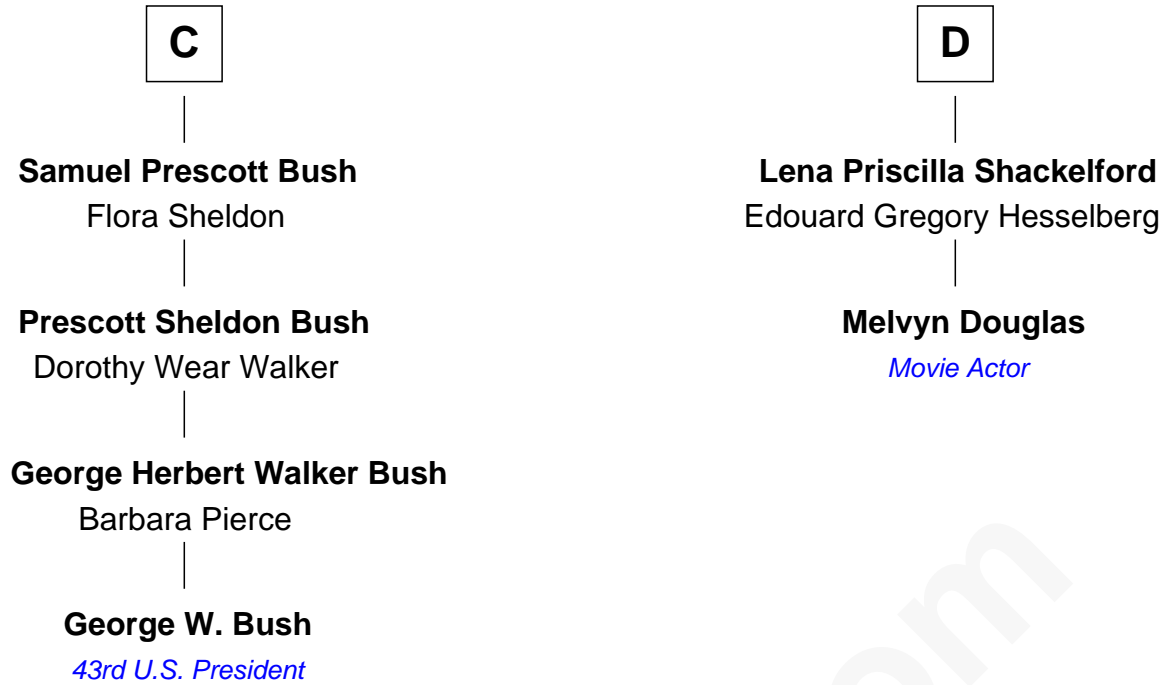 C
Samuel Prescott Bush
Flora Sheldon
Prescott Sheldon Bush
Dorothy Wear Walker
George Herbert Walker Bush
Barbara Pierce
George W. Bush
43rd U.S. President
D
Lena Priscilla Shackelford
Edouard Gregory Hesselberg
Melvyn Douglas
Movie Actor
om